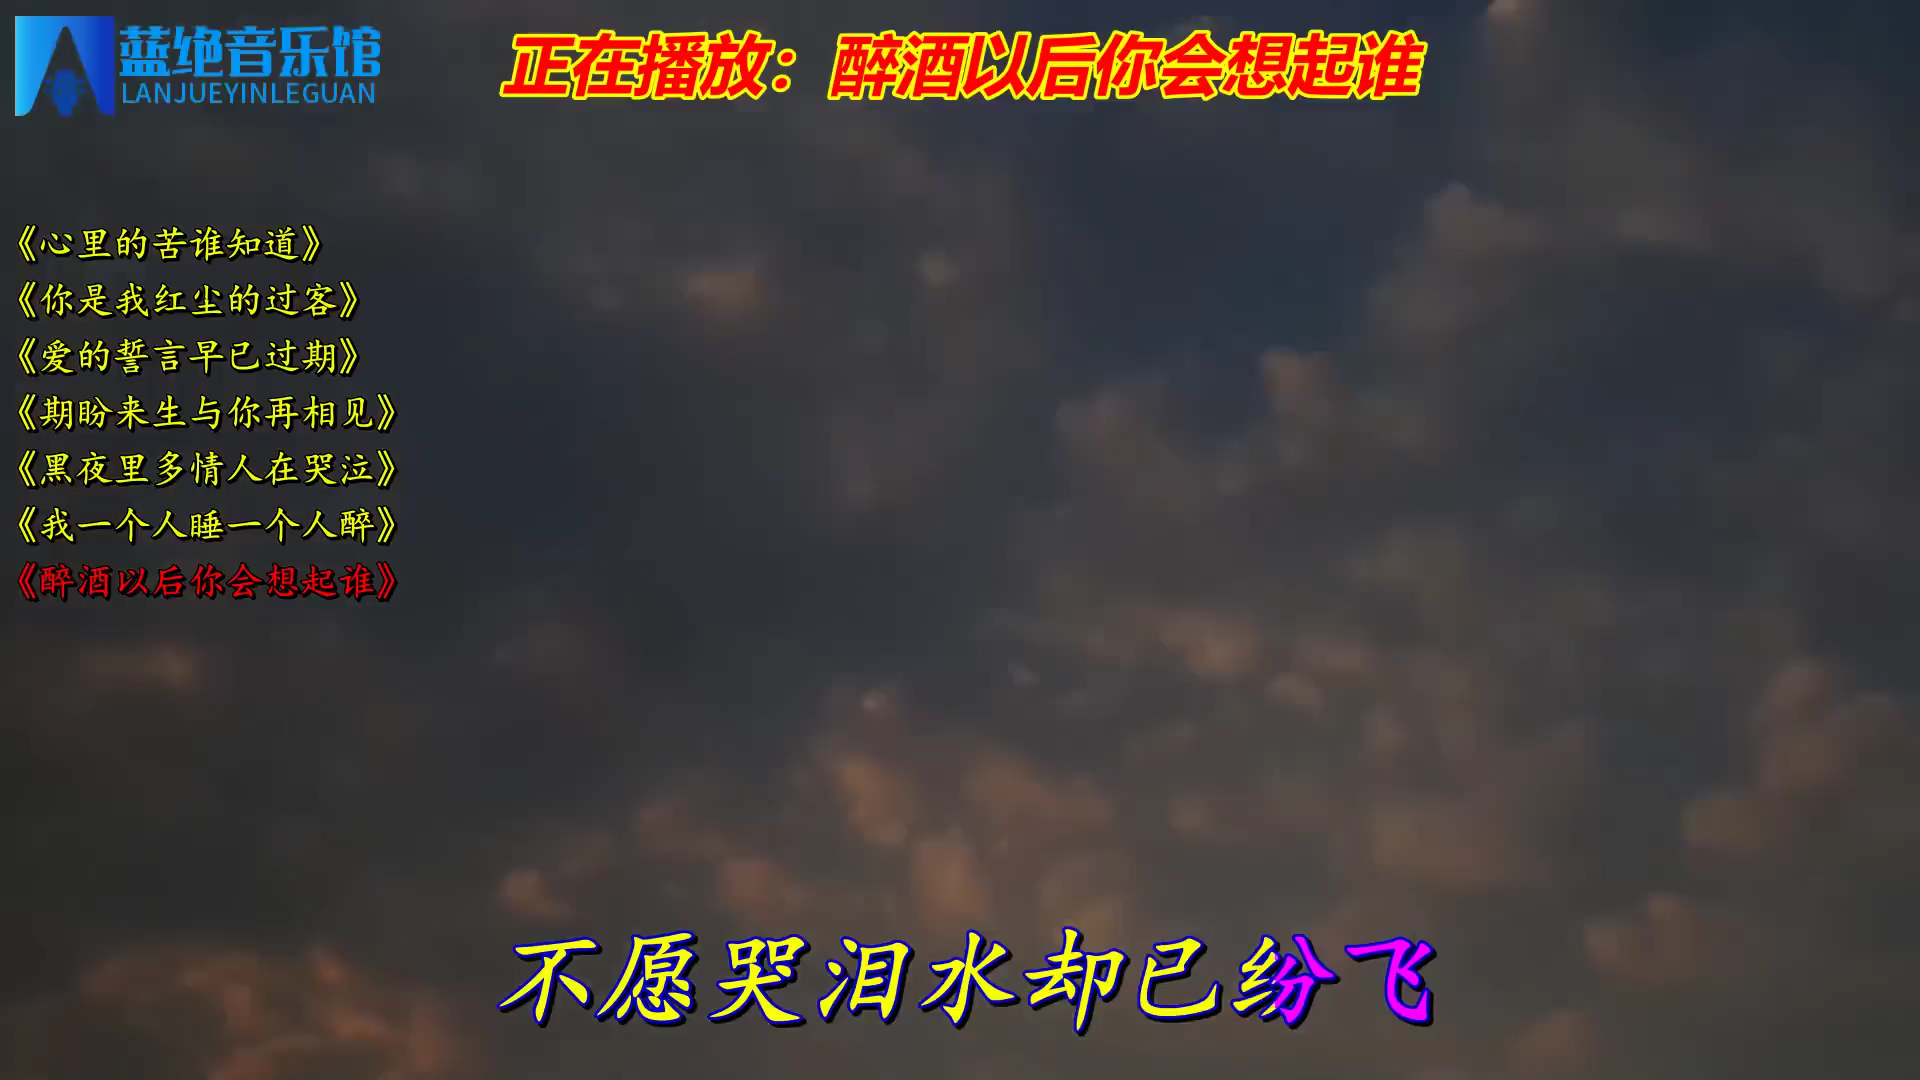 蓝绝音乐馆
LANJUEYINLEGUAN
正在播放：醉酒以后你会想起谁
《心里的苦谁知道》
《你是我红尘的过客》
《爱的誓言早已过期》
《期盼来生与你再相见》
《黑夜里多情人在哭泣》
《我一个人睡一个人醉》
《醉酒以后你会想起谁》
不愿哭泪水却已纷飞